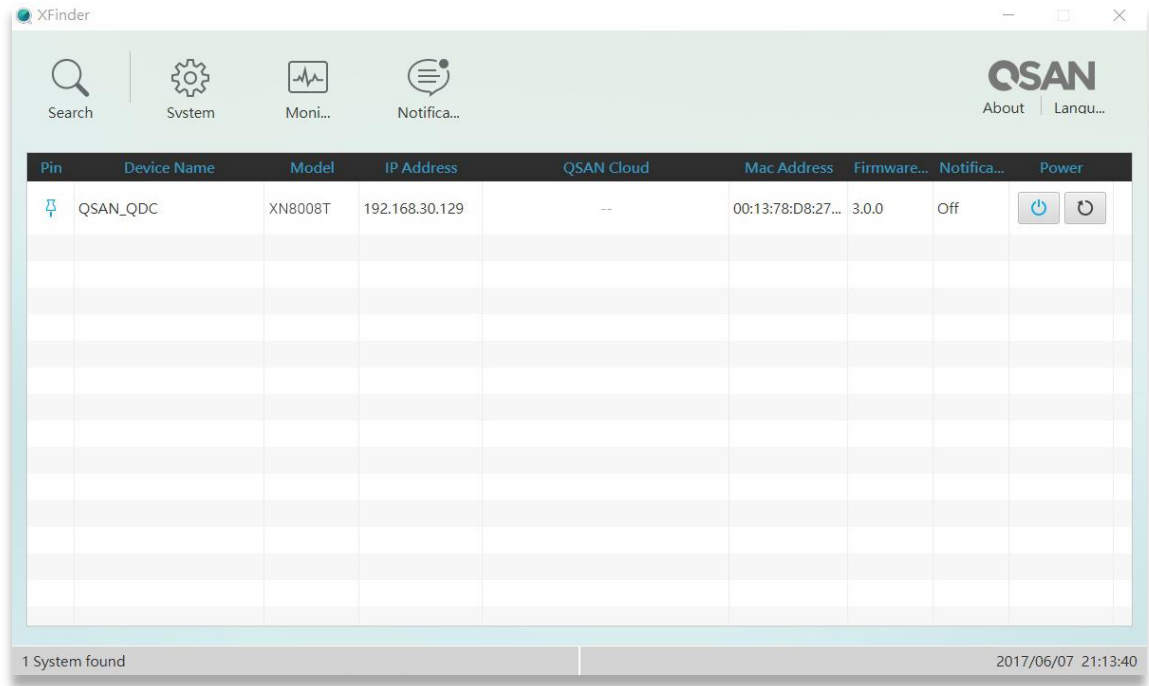 XFinder
QSAN
Search System Moni... Notifica... About Langu...
Pin Device Name Model IP Address QSAN Cloud Mac Address Firmware... Notifica... Power
QSAN_QDC XN8008T 192.168.30.129 -- 00:13:78:D8:27... 3.0.0 Off
1 System found 2017/06/07 21:13:40